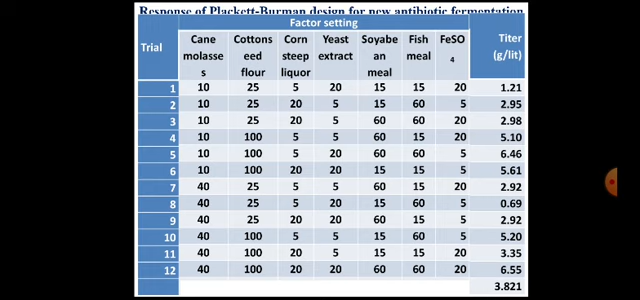 Response of Plackett-Burman design for new antibiotic fermentation
Factor setting
Trial Cane molasses Cottonseed flour Corn steep liquor Yeast extract Soyabean meal Fish meal FeSO4 Titer (g/lit)
1 10 25 5 20 15 15 20 1.21
2 10 25 20 5 15 60 5 2.95
3 10 25 20 5 60 60 20 2.98
4 10 100 5 5 60 15 20 5.10
5 10 100 5 20 60 60 5 6.46
6 10 100 20 20 15 15 5 5.61
7 40 25 5 5 60 15 20 2.92
8 40 25 5 20 15 60 5 0.69
9 40 25 20 20 60 15 5 2.92
10 40 100 5 5 15 60 5 5.20
11 40 100 20 5 15 15 20 3.35
12 40 100 20 20 60 60 20 6.55
3.821